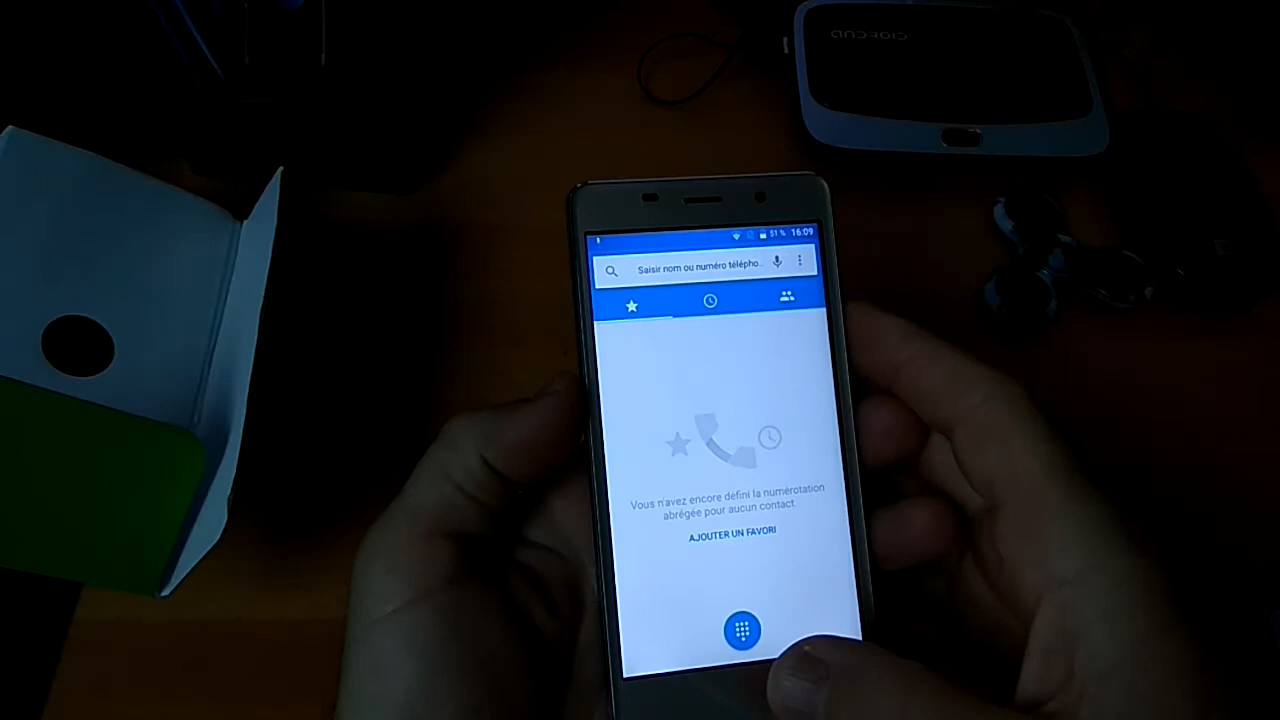 51 % 16:09
Saisir nom ou numéro télépho...
Vous n'avez encore défini la numérotation
abrégée pour aucun contact.
AJOUTER UN FAVORI